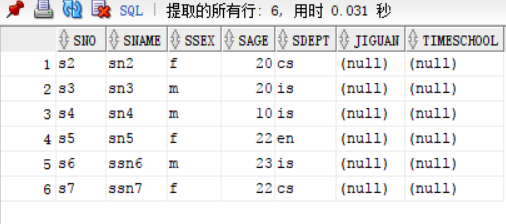 SQL | 提取的所有行: 6, 用时 0.031 秒
SNO SNAME SSEX SAGE SDEPT JIGUAN TIMESCHOOL
1 s2 sn2 f 20 cs (null) (null)
2 s3 sn3 m 20 is (null) (null)
3 s4 sn4 m 10 is (null) (null)
4 s5 sn5 f 22 en (null) (null)
5 s6 ssn6 m 23 is (null) (null)
6 s7 ssn7 f 22 cs (null) (null)